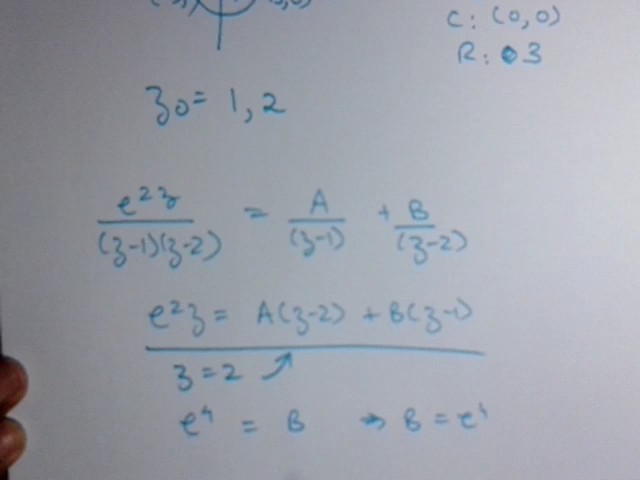 C: (0,0)
R: 3
z0 = 1, 2
e^2z / (z-1)(z-2) = A / (z-1) + B / (z-2)
e^2z = A(z-2) + B(z-1)
z = 2 ↗
e^4 = B → B = e^4